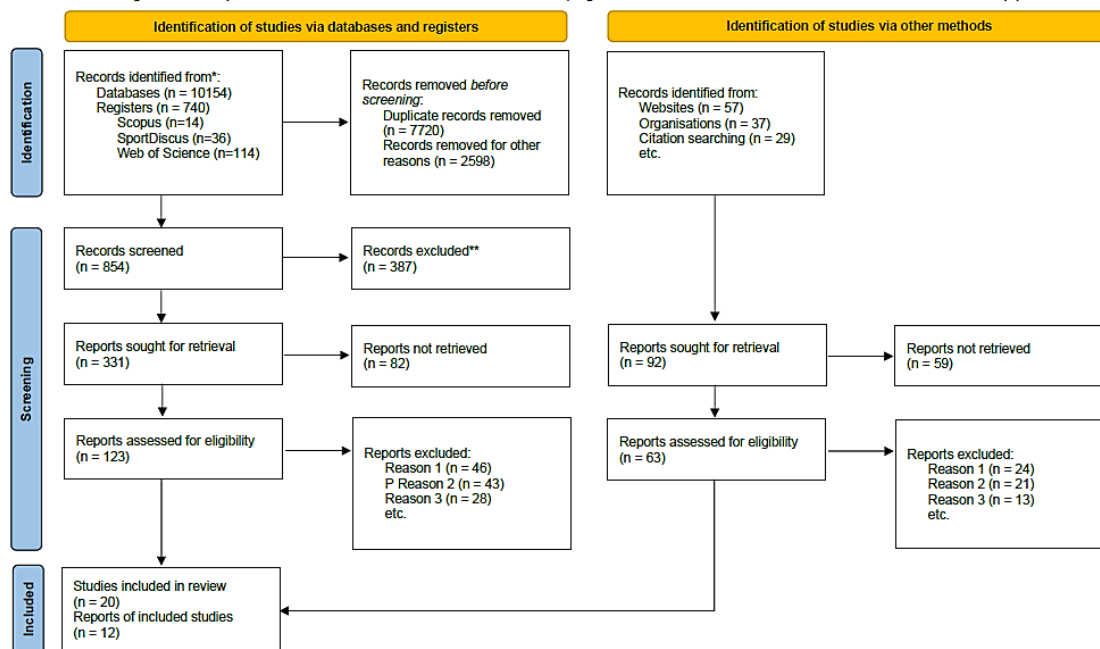 Identification of studies via databases and registers
Identification of studies via other methods
Identification
Records identified from*:
Databases (n = 10154)
Registers (n = 740)
Scopus (n=14)
SportDiscus (n=36)
Web of Science (n=114)
Records removed before
screening:
Duplicate records removed
(n = 7720)
Records removed for other
reasons (n = 2598)
Records identified from:
Websites (n = 57)
Organisations (n = 37)
Citation searching (n = 29)
etc.
Screening
Records screened
(n = 854)
Records excluded**
(n = 387)
Reports sought for retrieval
(n = 331)
Reports not retrieved
(n = 82)
Reports sought for retrieval
(n = 92)
Reports not retrieved
(n = 59)
Reports assessed for eligibility
(n = 123)
Reports excluded:
Reason 1 (n = 46)
P Reason 2 (n = 43)
Reason 3 (n = 28)
etc.
Reports assessed for eligibility
(n = 63)
Reports excluded:
Reason 1 (n = 24)
Reason 2 (n = 21)
Reason 3 (n = 13)
etc.
Included
Studies included in review
(n = 20)
Reports of included studies
(n = 12)